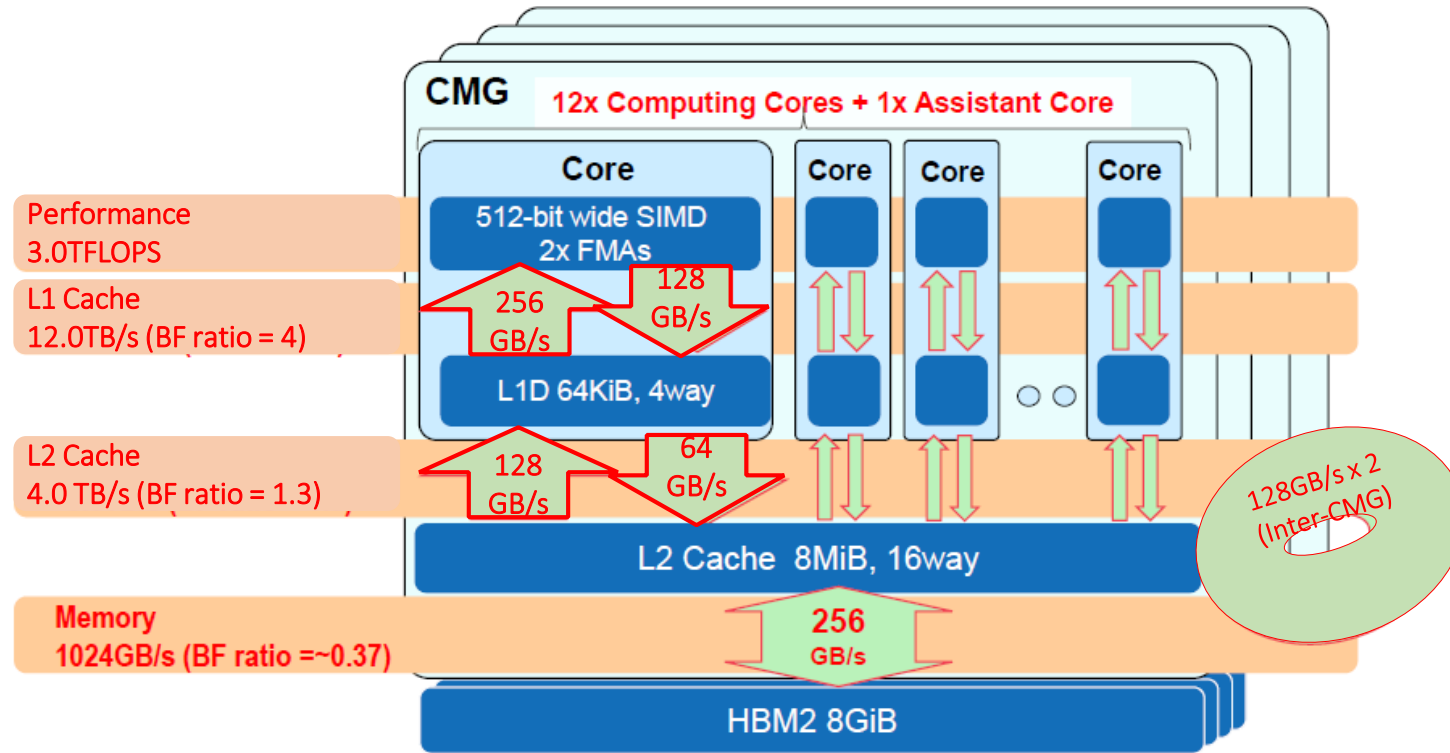 CMG
12x Computing Cores + 1x Assistant Core
Core
Core
Core
Core
Performance
3.0TFLOPS
512-bit wide SIMD
2x FMAs
L1 Cache
12.0TB/s (BF ratio = 4)
256
GB/s
128
GB/s
L1D 64KiB, 4way
L2 Cache
4.0 TB/s (BF ratio = 1.3)
128
GB/s
64
GB/s
128GB/s x 2
(Inter-CMG)
L2 Cache 8MiB, 16way
Memory
1024GB/s (BF ratio =~0.37)
256
GB/s
HBM2 8GiB